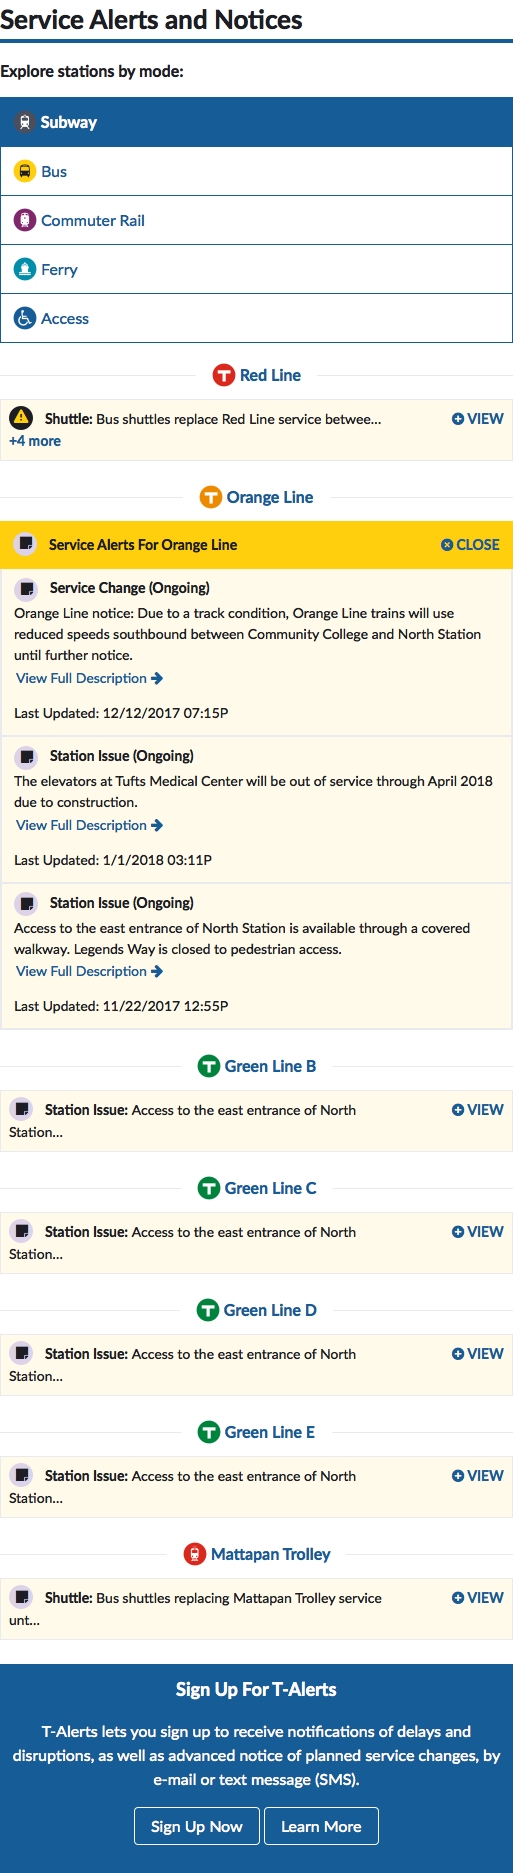 Service Alerts and Notices
Explore stations by mode:
Subway
Bus
Commuter Rail
Ferry
Access
T Red Line
Shuttle: Bus shuttles replace Red Line service betwee... VIEW
+4 more
T Orange Line
Service Alerts For Orange Line CLOSE
Service Change (Ongoing)
Orange Line notice: Due to a track condition, Orange Line trains will use
reduced speeds southbound between Community College and North Station
until further notice.
View Full Description
Last Updated: 12/12/2017 07:15P
Station Issue (Ongoing)
The elevators at Tufts Medical Center will be out of service through April 2018
due to construction.
View Full Description
Last Updated: 1/1/2018 03:11P
Station Issue (Ongoing)
Access to the east entrance of North Station is available through a covered
walkway. Legends Way is closed to pedestrian access.
View Full Description
Last Updated: 11/22/2017 12:55P
T Green Line B
Station Issue: Access to the east entrance of North VIEW
Station...
T Green Line C
Station Issue: Access to the east entrance of North VIEW
Station...
T Green Line D
Station Issue: Access to the east entrance of North VIEW
Station...
T Green Line E
Station Issue: Access to the east entrance of North VIEW
Station...
Mattapan Trolley
Shuttle: Bus shuttles replacing Mattapan Trolley service VIEW
unt...
Sign Up For T-Alerts
T-Alerts lets you sign up to receive notifications of delays and
disruptions, as well as advanced notice of planned service changes, by
e-mail or text message (SMS).
Sign Up Now Learn More